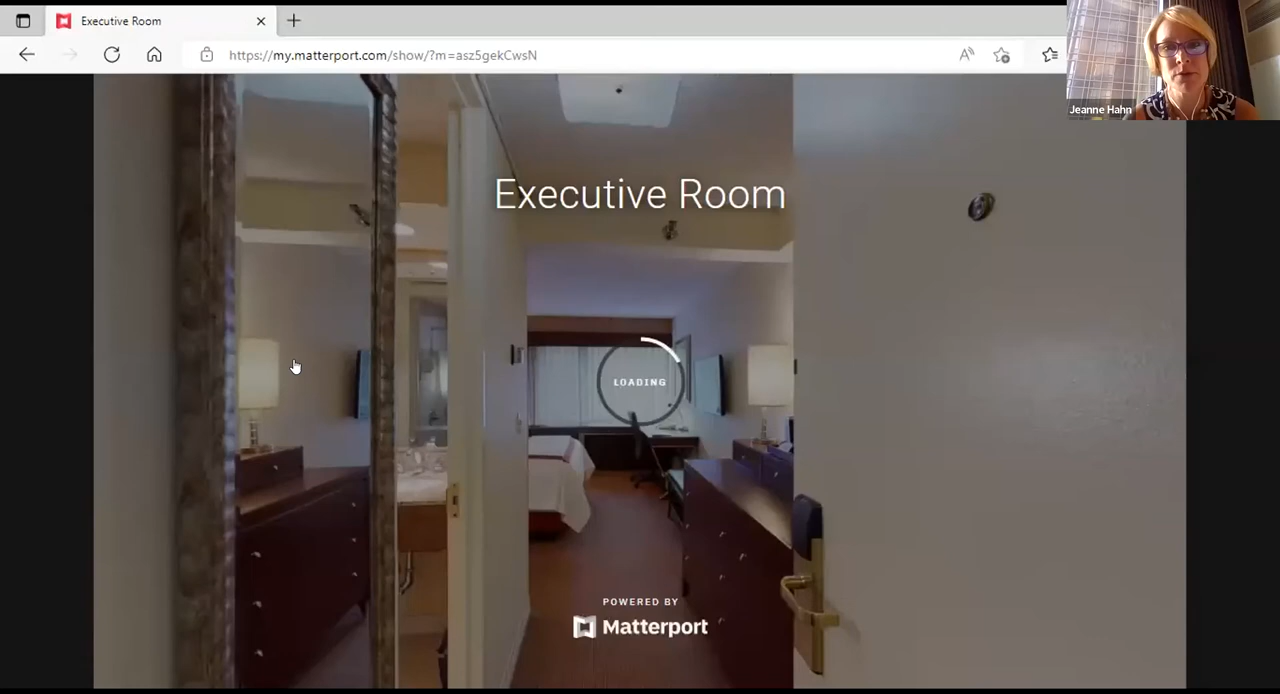 Executive Room
https://my.matterport.com/show/?m=asz5gekCwsN
Jeanne Hahn
Executive Room
LOADING
POWERED BY
Matterport